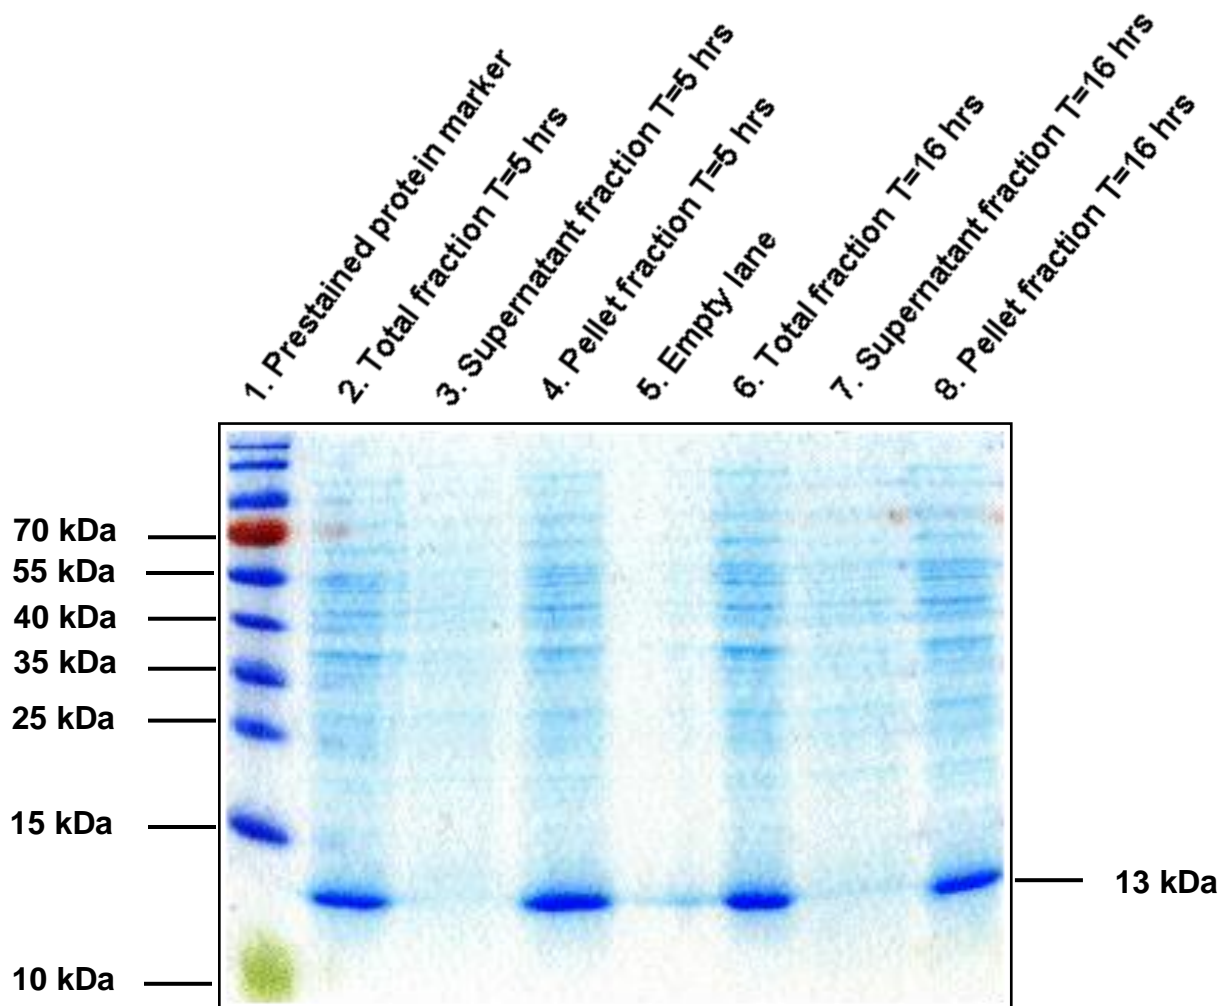 1. Prestained protein marker
2. Total fraction T=5 hrs
3. Supernatant fraction T=5 hrs
4. Pellet fraction T=5 hrs
5. Empty lane
6. Total fraction T=16 hrs
7. Supernatant fraction T=16 hrs
8. Pellet fraction T=16 hrs
70 kDa
55 kDa
40 kDa
35 kDa
25 kDa
15 kDa
13 kDa
10 kDa